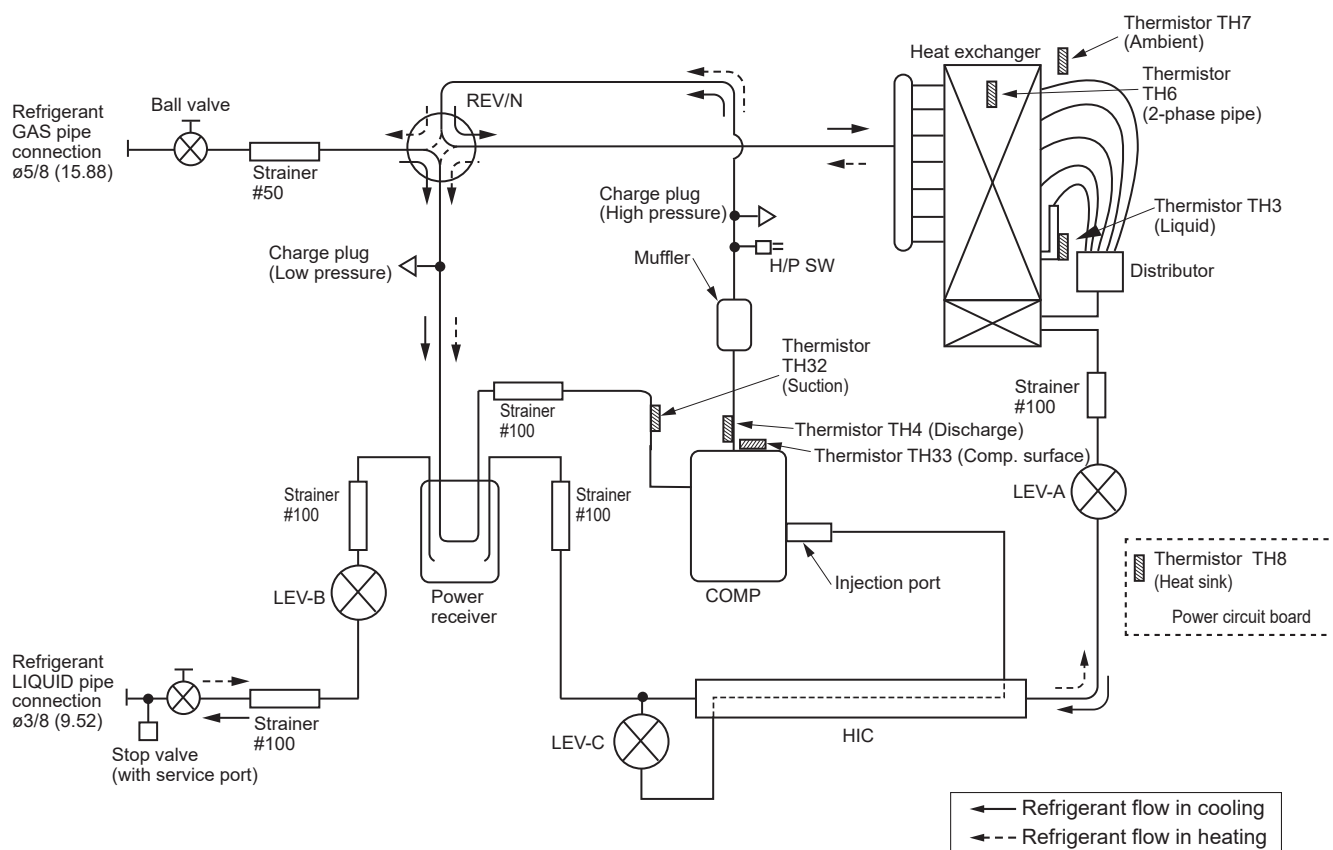 Thermistor TH7
(Ambient)
Heat exchanger
Thermistor
TH6
(2-phase pipe)
Ball valve
REV/N
Refrigerant
GAS pipe
connection
ø5/8 (15.88)
Strainer
#50
Charge plug
(High pressure)
Thermistor TH3
(Liquid)
Charge plug
(Low pressure)
Muffler
H/P SW
Distributor
Thermistor
TH32
(Suction)
Strainer
#100
Strainer
#100
Thermistor TH4 (Discharge)
Thermistor TH33 (Comp. surface)
LEV-A
Strainer
#100
Strainer
#100
Thermistor TH8
(Heat sink)
Power circuit board
LEV-B
Power
receiver
COMP
Injection port
Refrigerant
LIQUID pipe
connection
ø3/8 (9.52)
Strainer
#100
Stop valve
(with service port)
LEV-C
HIC
Refrigerant flow in cooling
Refrigerant flow in heating